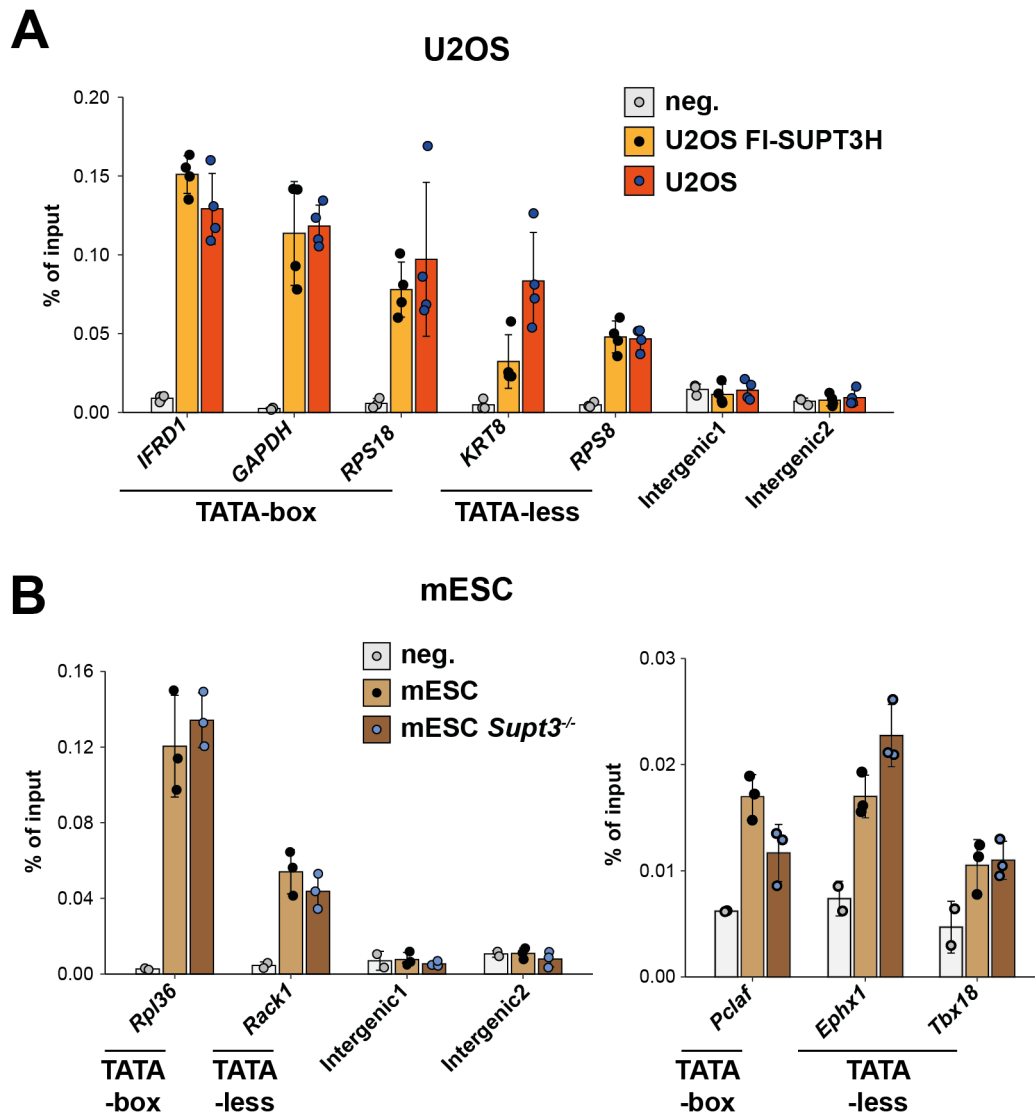 A
U2OS
neg.
U2OS Fl-SUPT3H
U2OS
% of input
0.20
0.15
0.10
0.05
0.00
IFRD1
GAPDH
RPS18
KRT8
RPS8
Intergenic1
Intergenic2
TATA-box
TATA-less
B
mESC
neg.
mESC
mESC Supt3-/-
% of input
0.16
0.12
0.08
0.04
0.00
Rpl36
Rack1
Intergenic1
Intergenic2
TATA
-box
TATA
-less
% of input
0.03
0.02
0.01
0.00
Pclaf
Ephx1
Tbx18
TATA
-box
TATA
-less